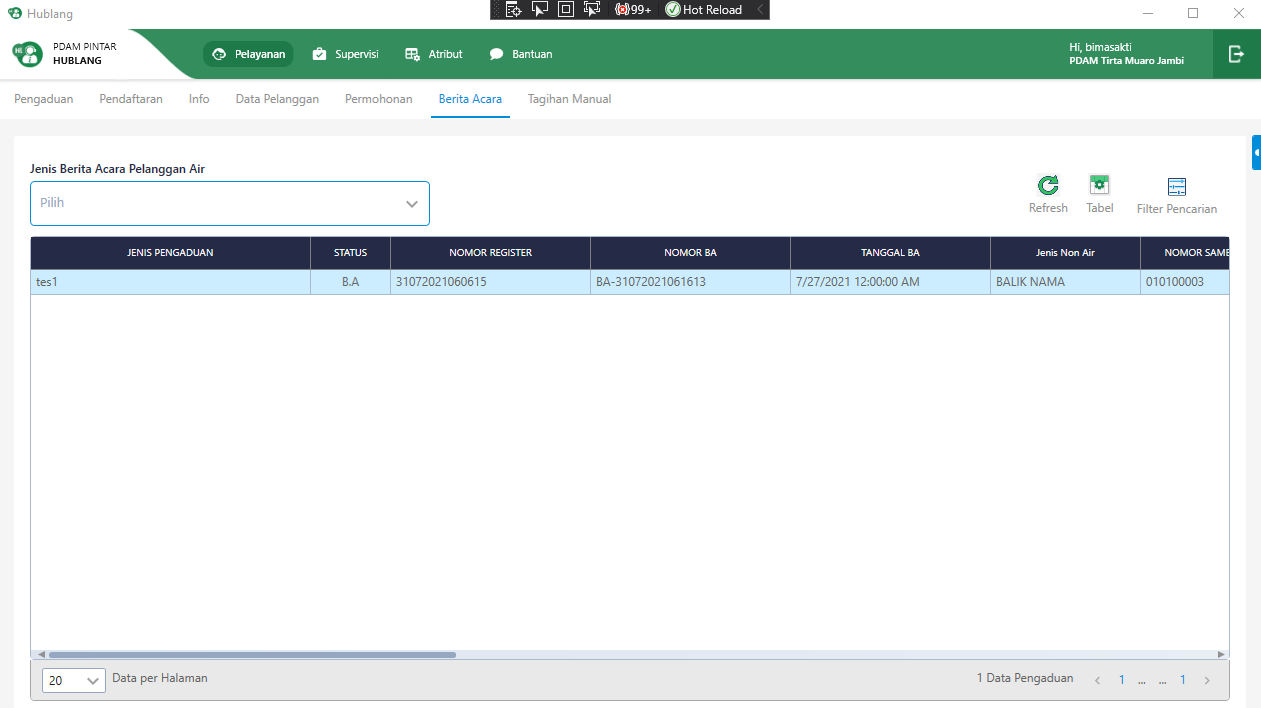 Hublang
99+
Hot Reload
PDAM PINTAR
HUBLANG
Pelayanan
Supervisi
Atribut
Bantuan
Hi, bimasakti
PDAM Tirta Muaro Jambi
Pengaduan
Pendaftaran
Info
Data Pelanggan
Permohonan
Berita Acara
Tagihan Manual
Jenis Berita Acara Pelanggan Air
Pilih
Refresh
Tabel
Filter Pencarian
JENIS PENGADUAN STATUS NOMOR REGISTER NOMOR BA TANGGAL BA Jenis Non Air NOMOR SAMB
tes1 B.A 31072021060615 BA-31072021061613 7/27/2021 12:00:00 AM BALIK NAMA 010100003
20 Data per Halaman
1 Data Pengaduan
1 ... ... 1